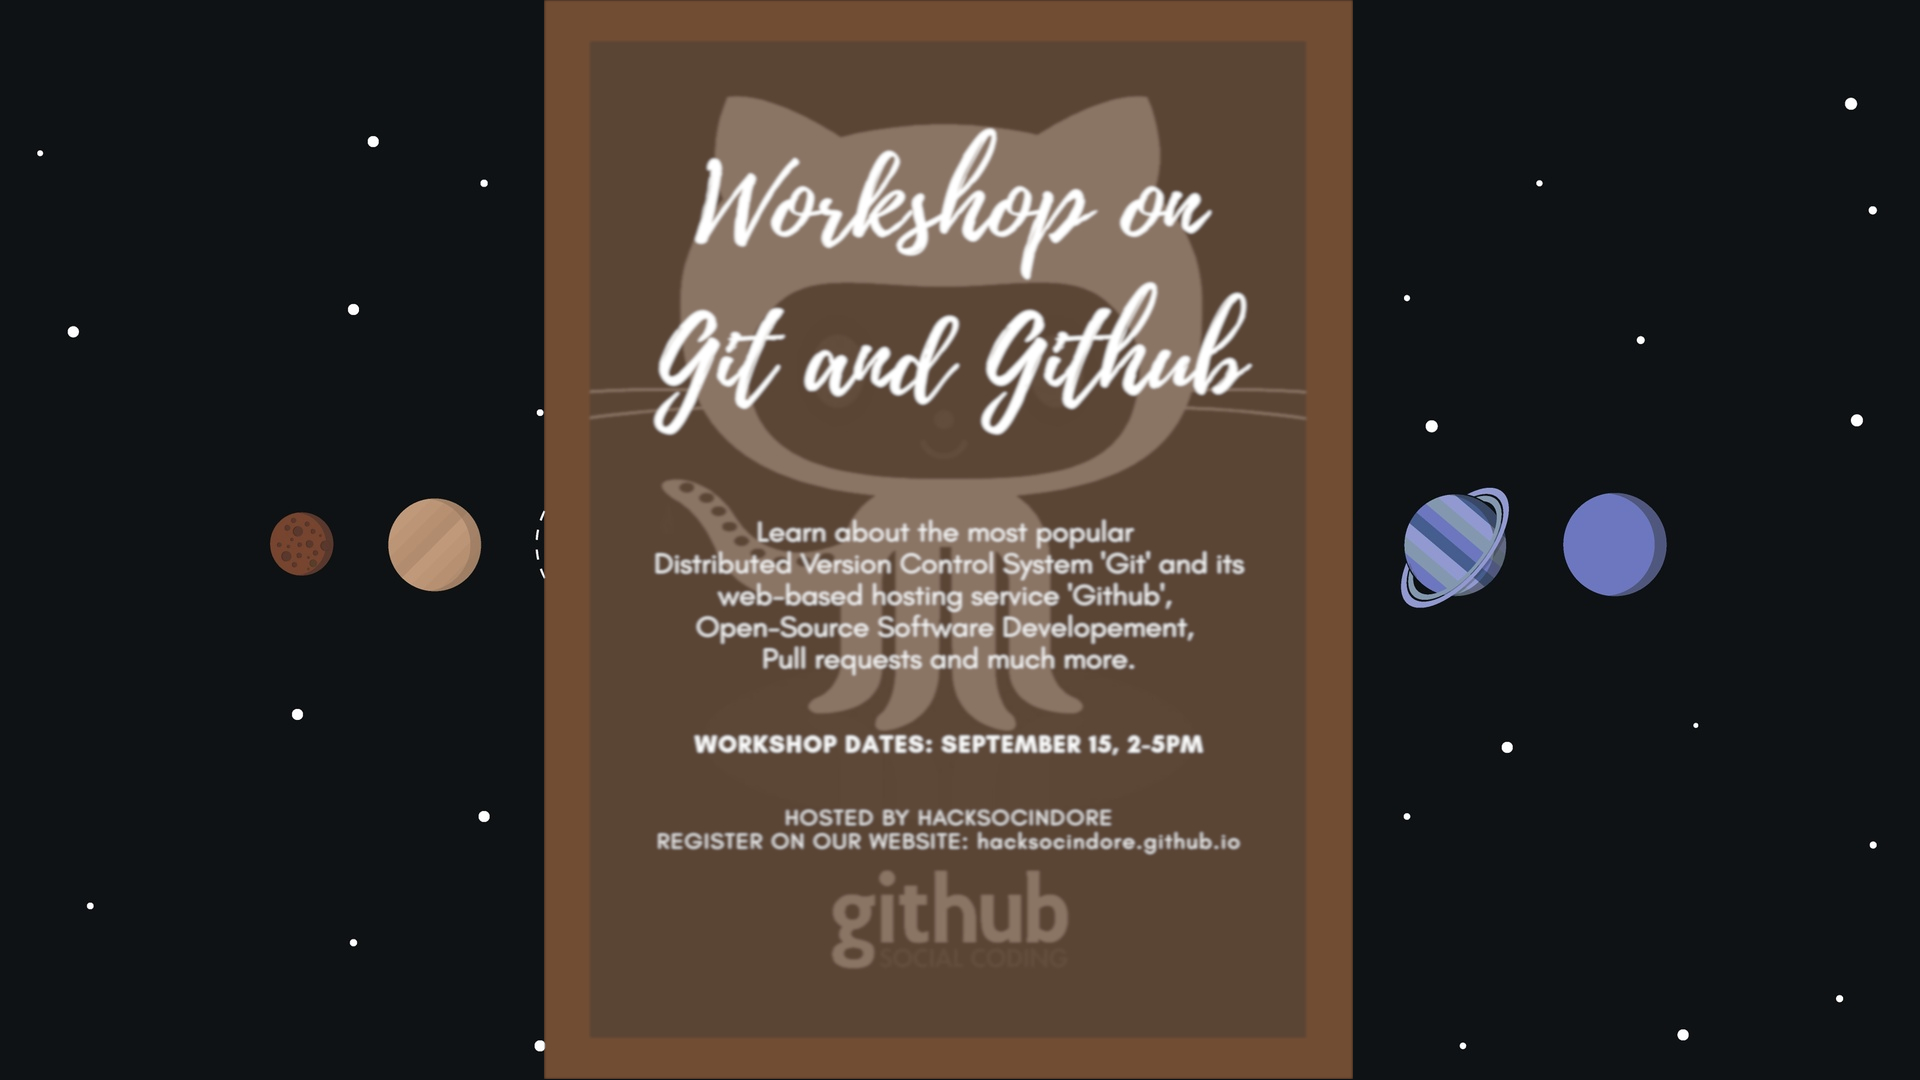 Workshop on
Git and Github
Learn about the most popular
Distributed Version Control System 'Git' and its
web-based hosting service 'Github',
Open-Source Software Developement,
Pull requests and much more.
WORKSHOP DATES: SEPTEMBER 15, 2-5PM
HOSTED BY HACKSOCINDORE
REGISTER ON OUR WEBSITE: hacksocindore.github.io
github
SOCIAL CODING